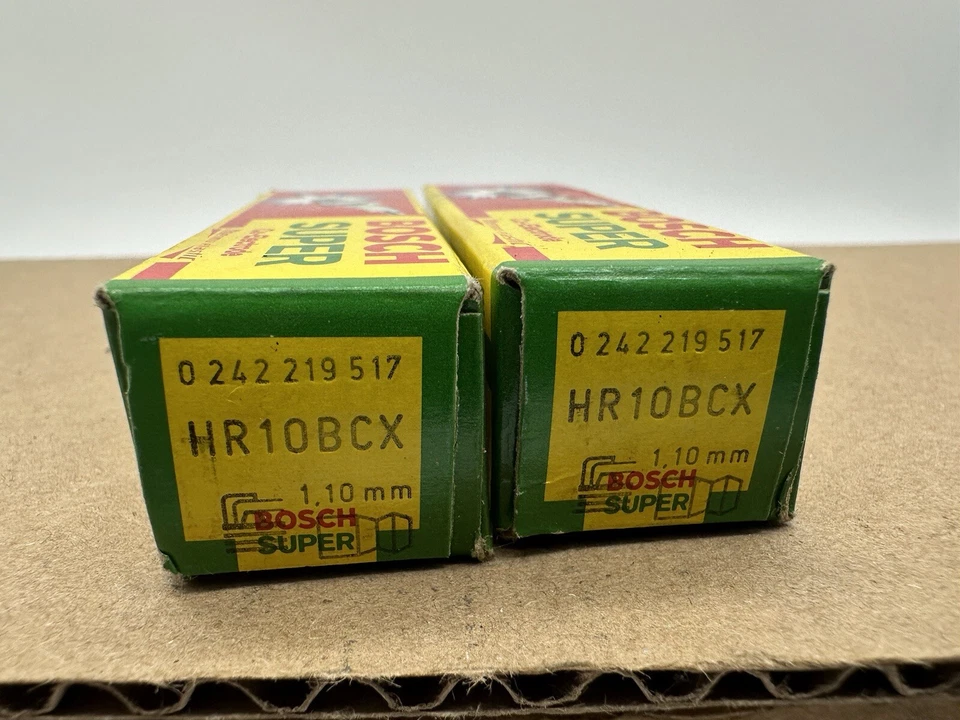 BOSCH
SUPER
0 242 219 517
HR10BCX
1,10 mm
BOSCH
SUPER
BOSCH
SUPER
0 242 219 517
HR10BCX
1,10 mm
BOSCH
SUPER